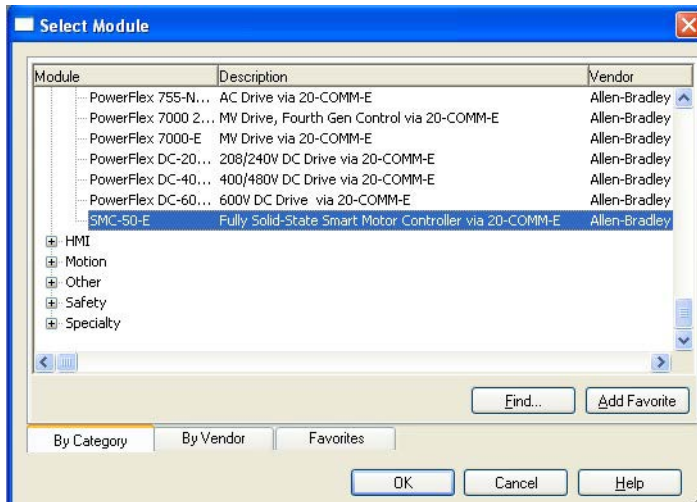 Select Module
Module Description Vendor
PowerFlex 755-N... AC Drive via 20-COMM-E Allen-Bradley
PowerFlex 7000 2... MV Drive, Fourth Gen Control via 20-COMM-E Allen-Bradley
PowerFlex 7000-E MV Drive via 20-COMM-E Allen-Bradley
PowerFlex DC-20... 208/240V DC Drive via 20-COMM-E Allen-Bradley
PowerFlex DC-40... 400/480V DC Drive via 20-COMM-E Allen-Bradley
PowerFlex DC-60... 600V DC Drive via 20-COMM-E Allen-Bradley
SMC-50-E Fully Solid-State Smart Motor Controller via 20-COMM-E Allen-Bradley
HMI
Motion
Other
Safety
Specialty
Find... Add Favorite
By Category By Vendor Favorites
OK Cancel Help